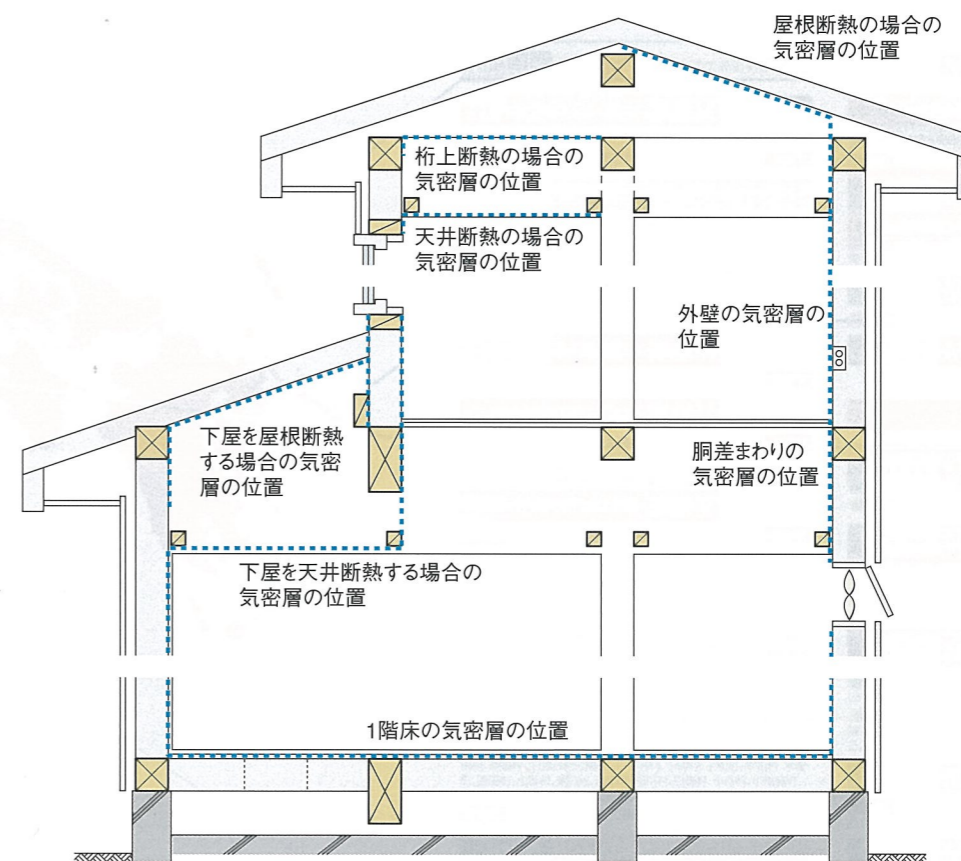 屋根断熱の場合の
気密層の位置
桁上断熱の場合の
気密層の位置
天井断熱の場合の
気密層の位置
外壁の気密層の
位置
下屋を屋根断熱
する場合の気密
層の位置
胴差まわりの
気密層の位置
下屋を天井断熱する場合の
気密層の位置
1階床の気密層の位置